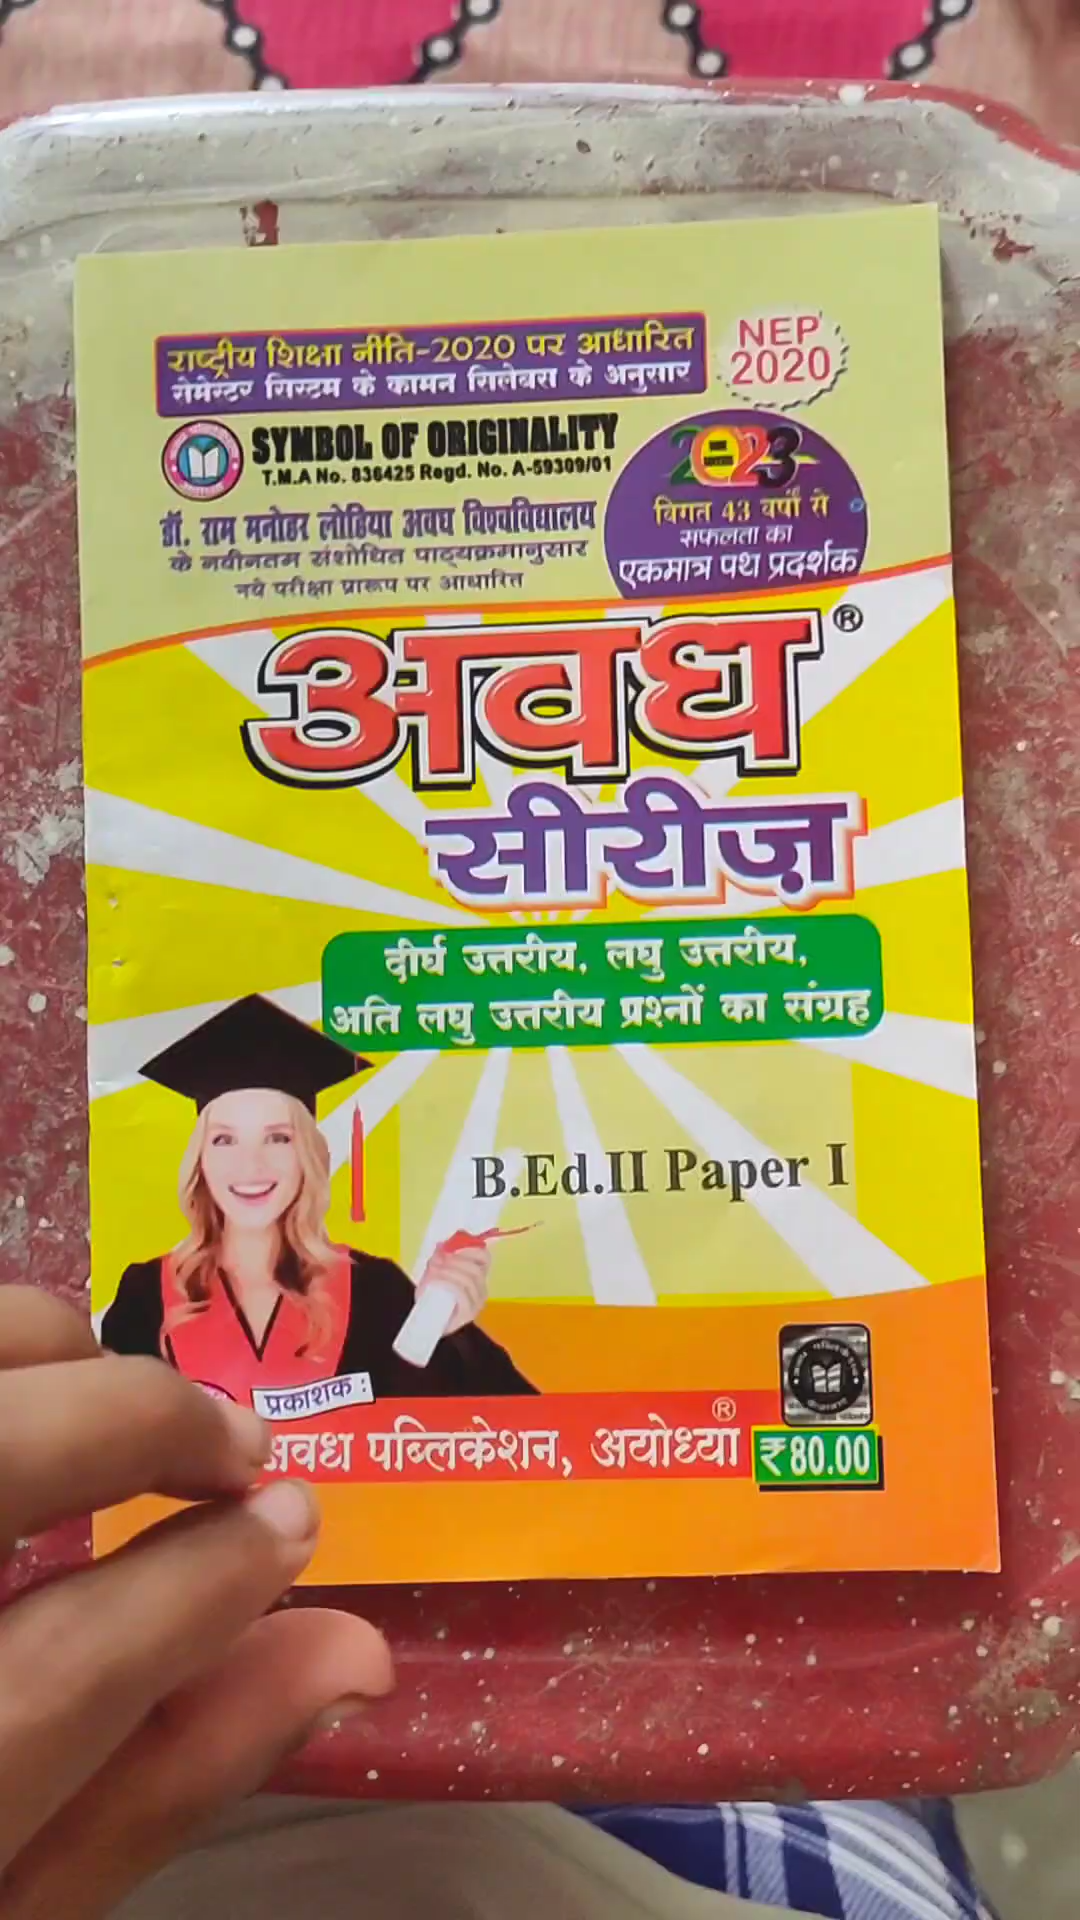 राष्ट्रीय शिक्षा नीति-2020 पर आधारित
सेमेस्टर सिस्टम के कामन सिलेबस के अनुसार
NEP
2020
SYMBOL OF ORIGINALITY
T.M.A No. 836425 Regd. No. A-59309/01
डॉ. राम मनोहर लोहिया अवध विश्वविद्यालय
के नवीनतम संशोधित पाठ्यक्रमानुसार
नये परीक्षा प्रारूप पर आधारित
2023
विगत 43 वर्षों से
सफलता का
एकमात्र पथ प्रदर्शक
अवध ®
सीरीज़
दीर्घ उत्तरीय, लघु उत्तरीय,
अति लघु उत्तरीय प्रश्नों का संग्रह
B.Ed.II Paper I
प्रकाशक :
अवध पब्लिकेशन, अयोध्या ®
₹80.00